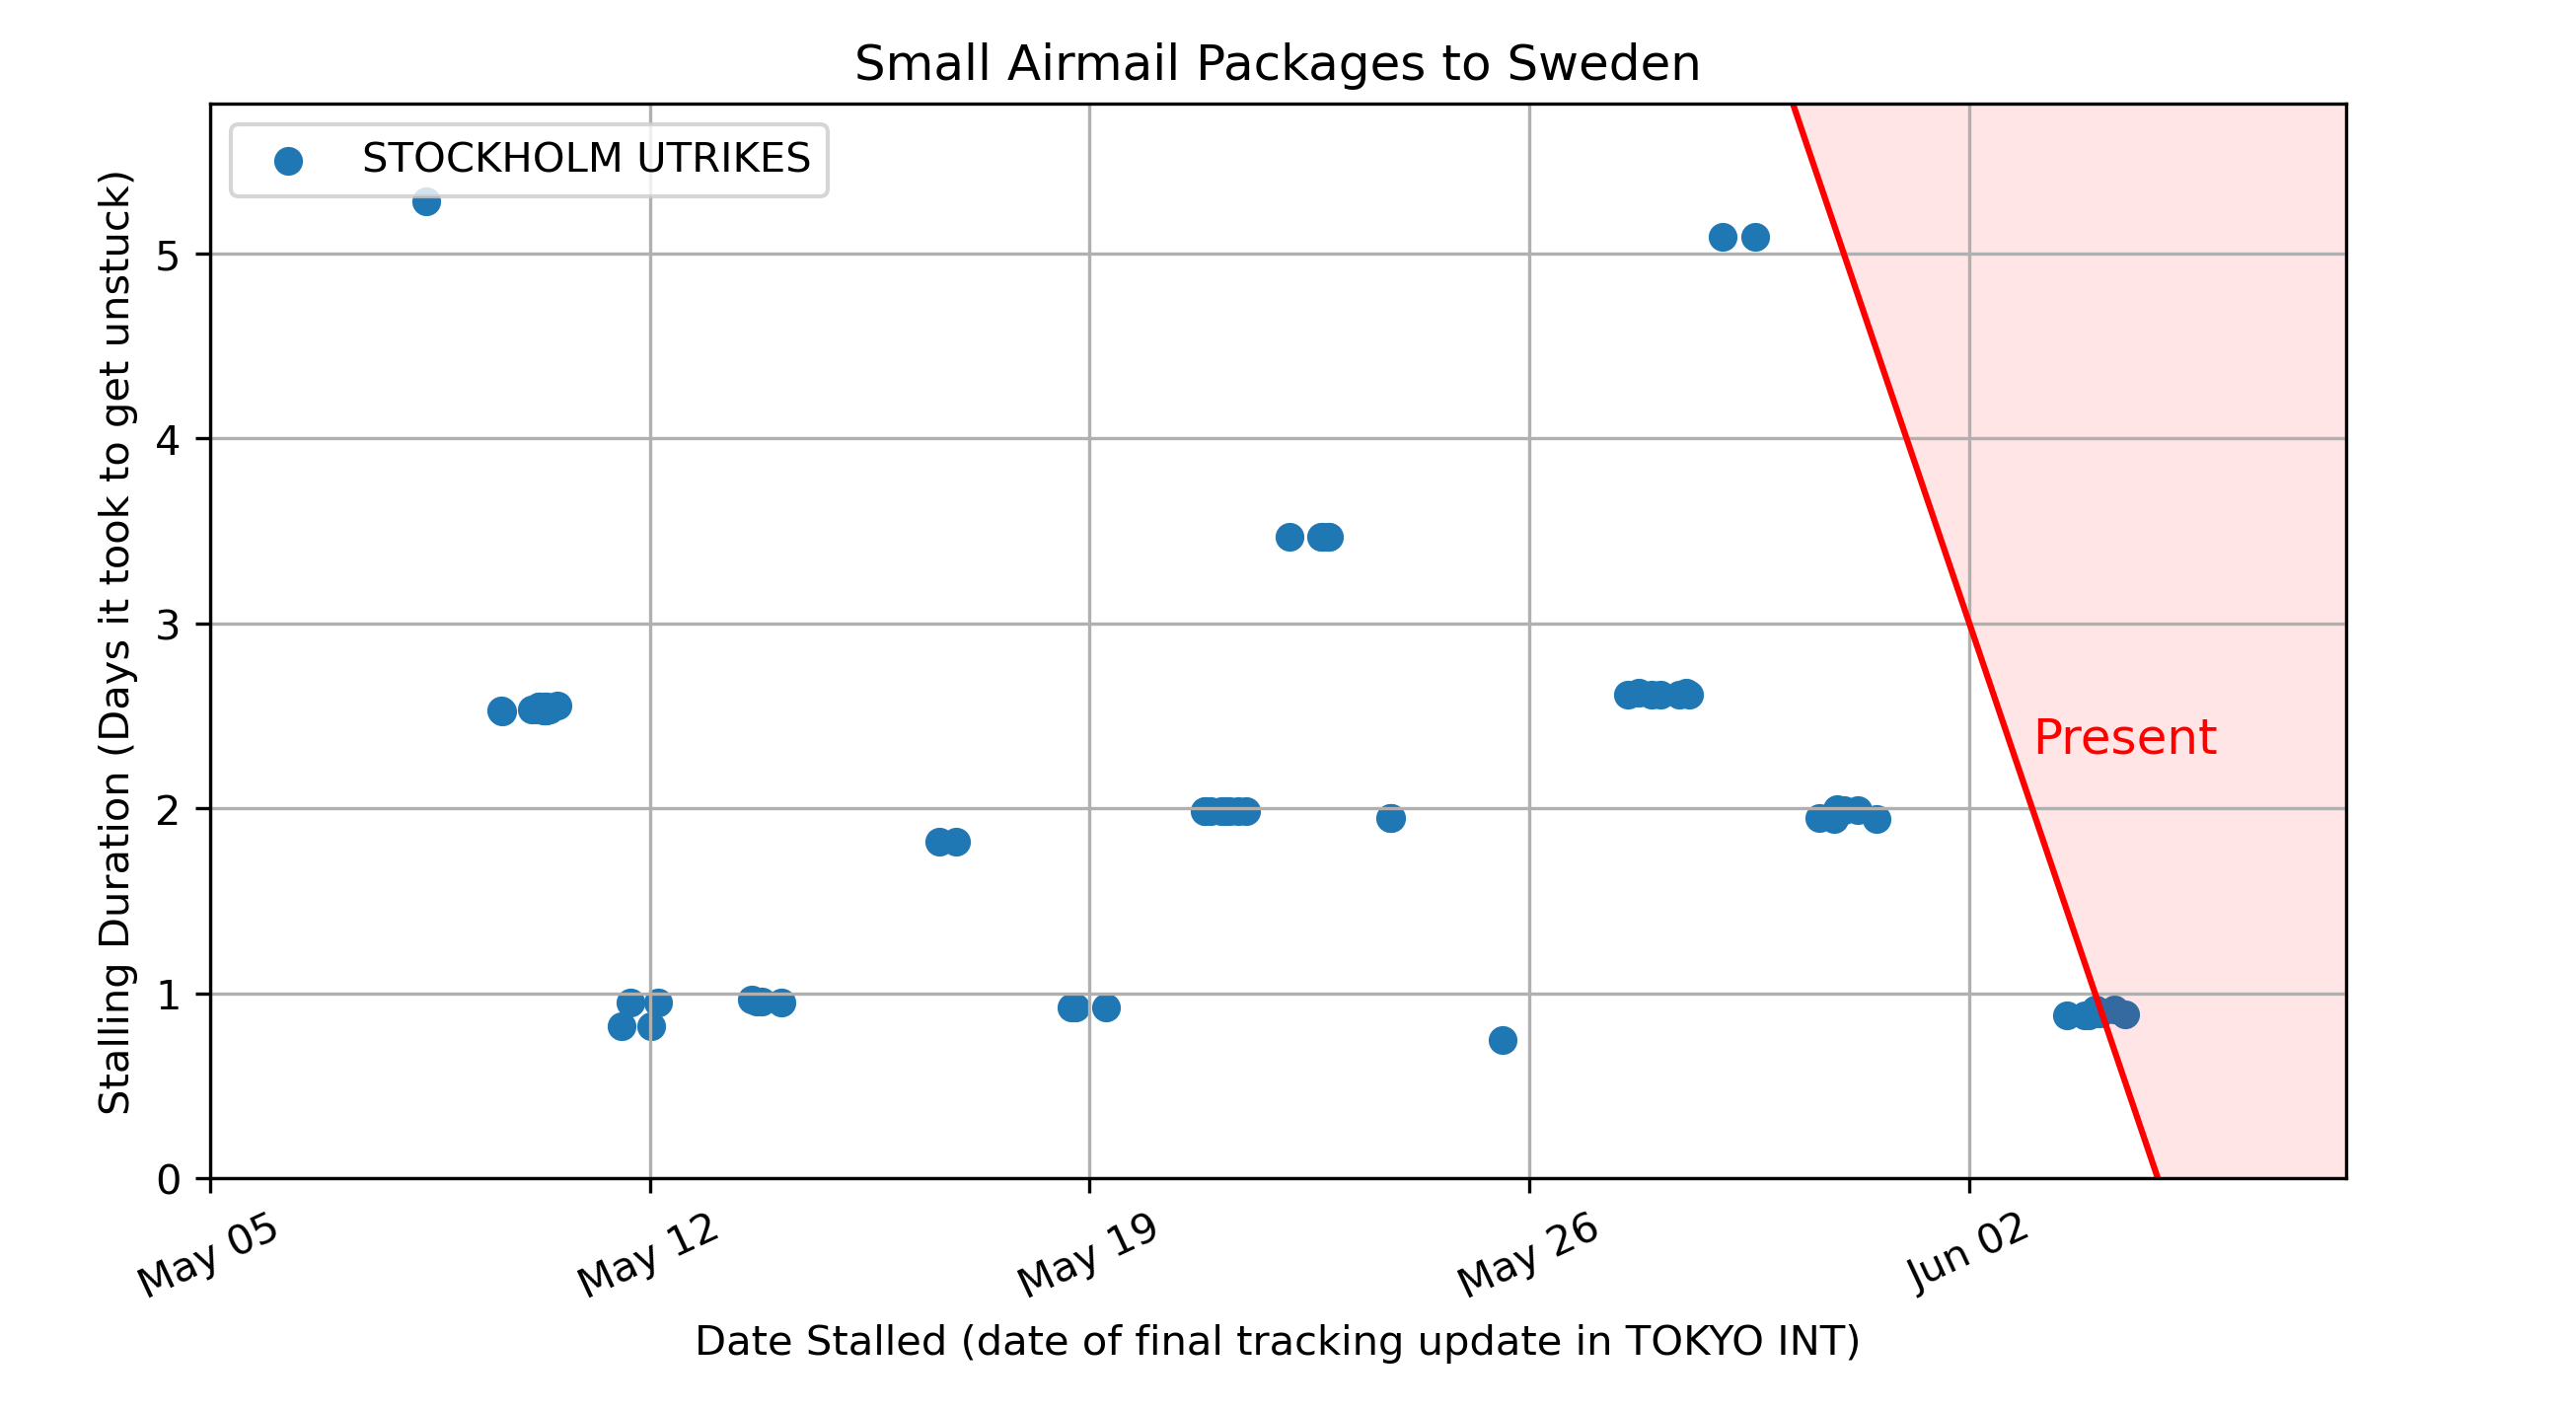 Small Airmail Packages to Sweden
STOCKHOLM UTRIKES
Stalling Duration (Days it took to get unstuck)
5
4
3
2
1
0
Present
May 05
May 12
May 19
May 26
Jun 02
Date Stalled (date of final tracking update in TOKYO INT)